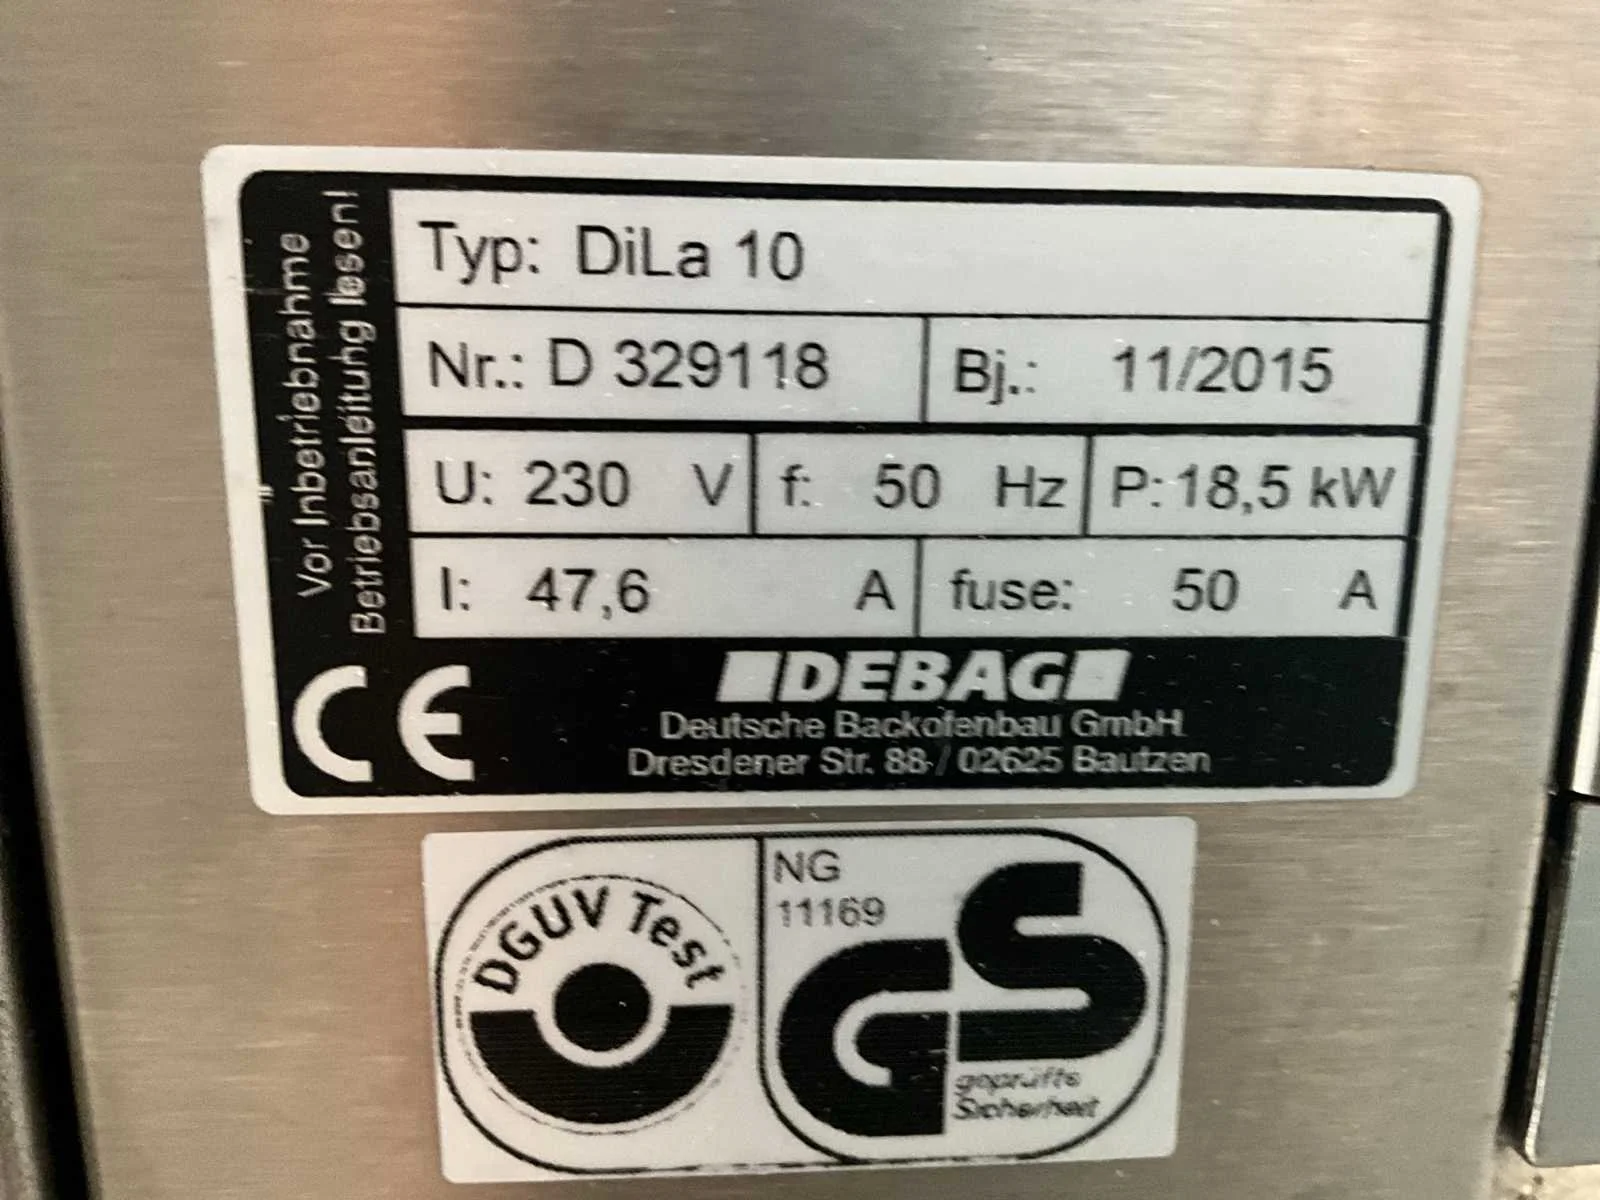 Vor Inbetriebnahme
Betriebsanleitung lesen!
Typ: DiLa 10
Nr.: D 329118 Bj.: 11/2015
U: 230 V f: 50 Hz P: 18,5 kW
I: 47,6 A fuse: 50 A
CE
DEBAG
Deutsche Backofenbau GmbH
Dresdener Str. 88 / 02625 Bautzen
DGUV Test
NG
11169
GS
geprüfte
Sicherheit